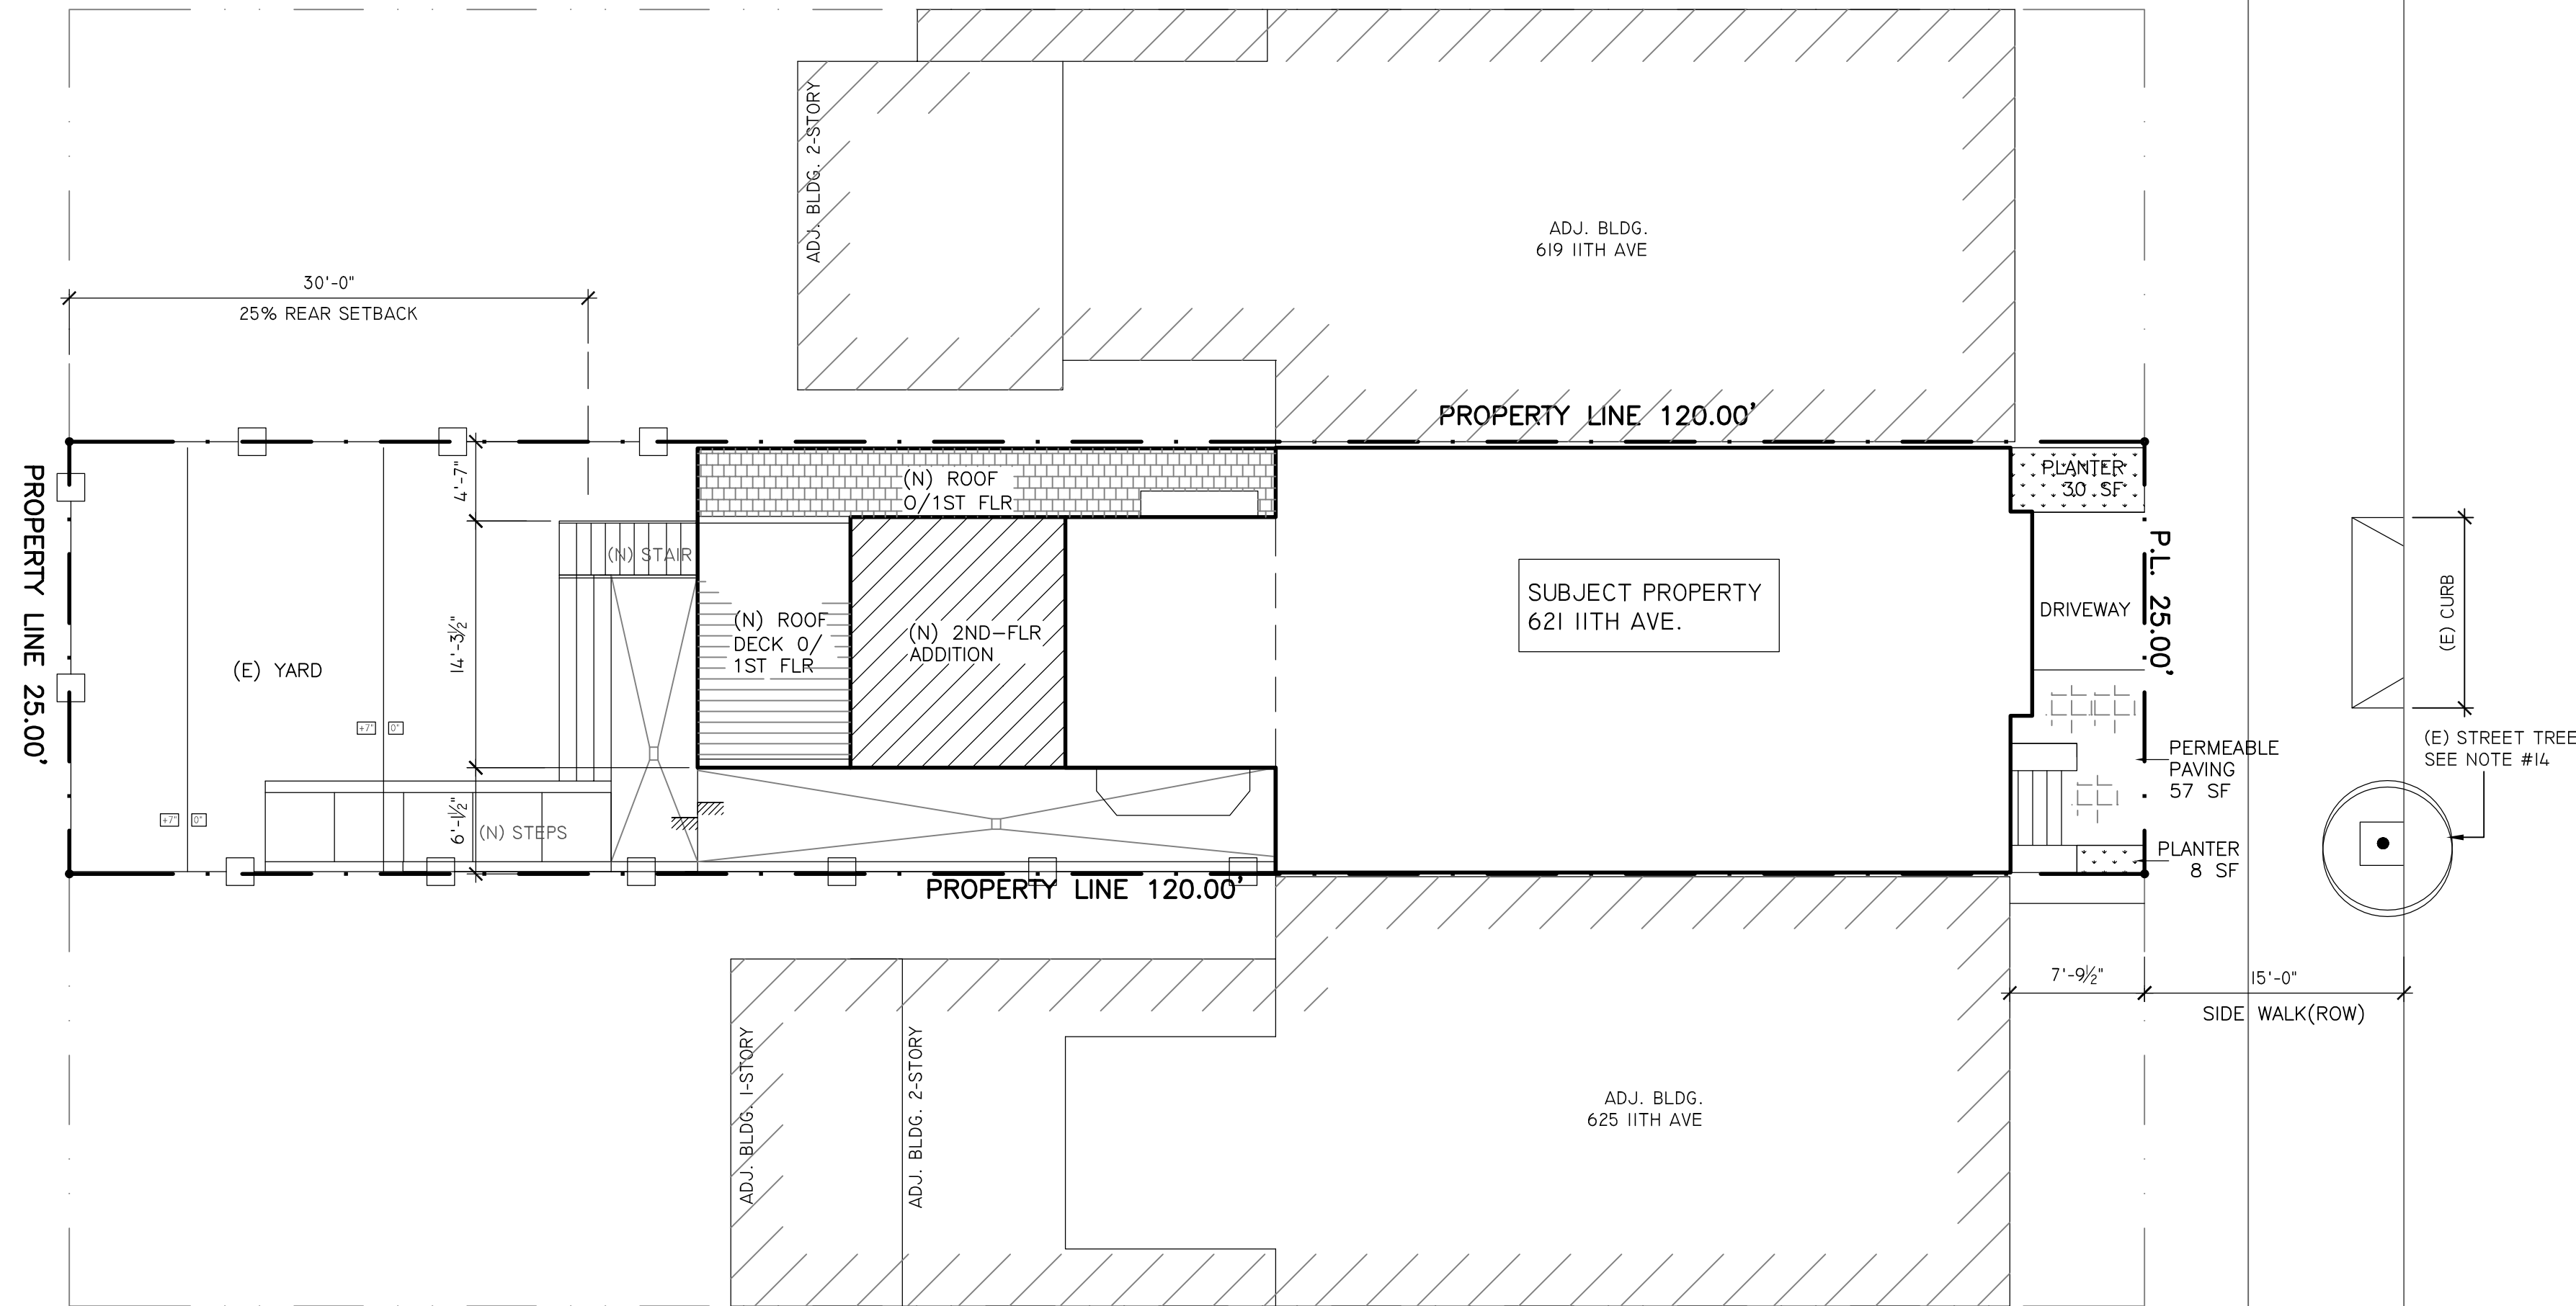 ADJ. BLDG. 2-STORY
ADJ. BLDG.
619 11TH AVE
30'-0"
25% REAR SETBACK
PROPERTY LINE 120.00'
PROPERTY LINE 25.00'
4'-7"
(N) ROOF
O/1ST FLR
PLANTER
30 SF
(N) STAIR
P.L. 25.00'
SUBJECT PROPERTY
621 11TH AVE.
DRIVEWAY
(E) CURB
(N) ROOF
DECK O/
1ST FLR
(N) 2ND-FLR
ADDITION
14'-3½"
(E) YARD
+7"
0"
(E) STREET TREE
SEE NOTE #14
PERMEABLE
PAVING
57 SF
+7"
0"
6'-1½"
(N) STEPS
PLANTER
8 SF
PROPERTY LINE 120.00'
7'-9½"
15'-0"
SIDE WALK(ROW)
ADJ. BLDG. 1-STORY
ADJ. BLDG. 2-STORY
ADJ. BLDG.
625 11TH AVE